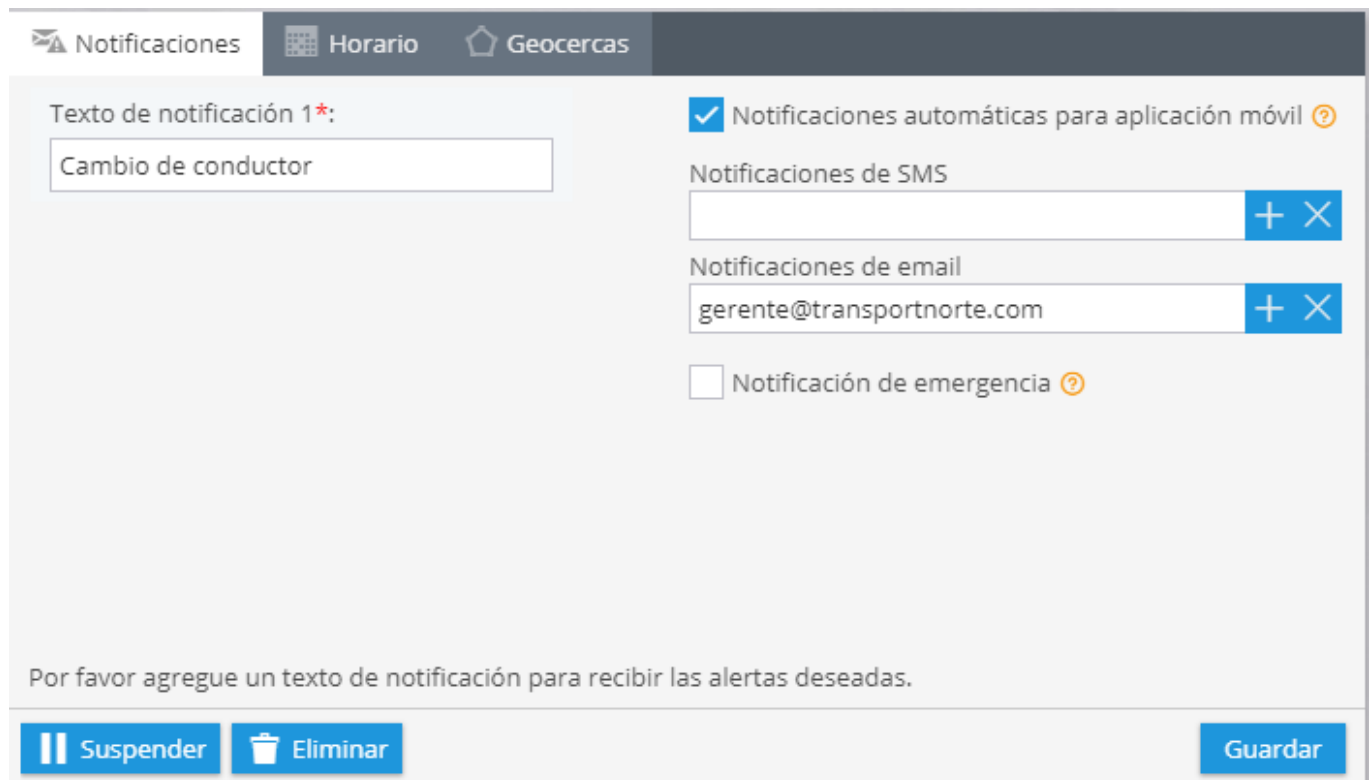 Notificaciones
Horario
Geocercas
Texto de notificación 1*:
Cambio de conductor
Notificaciones automáticas para aplicación móvil ?
Notificaciones de SMS
Notificaciones de email
gerente@transportnorte.com
Notificación de emergencia ?
Por favor agregue un texto de notificación para recibir las alertas deseadas.
Suspender
Eliminar
Guardar